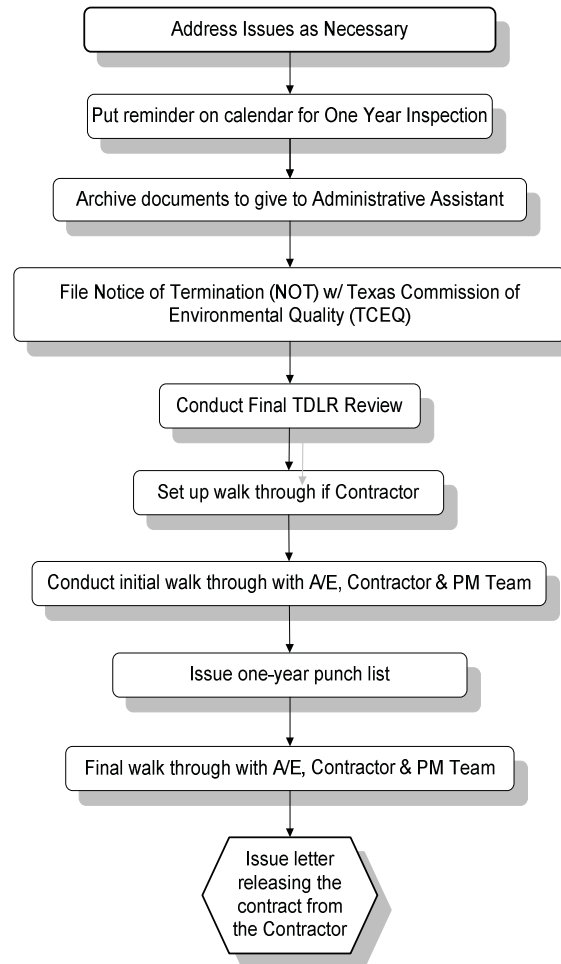 Address Issues as Necessary
Put reminder on calendar for One Year Inspection
Archive documents to give to Administrative Assistant
File Notice of Termination (NOT) w/ Texas Commission of
Environmental Quality (TCEQ)
Conduct Final TDLR Review
Set up walk through if Contractor
Conduct initial walk through with A/E, Contractor & PM Team
Issue one-year punch list
Final walk through with A/E, Contractor & PM Team
Issue letter
releasing the
contract from
the Contractor